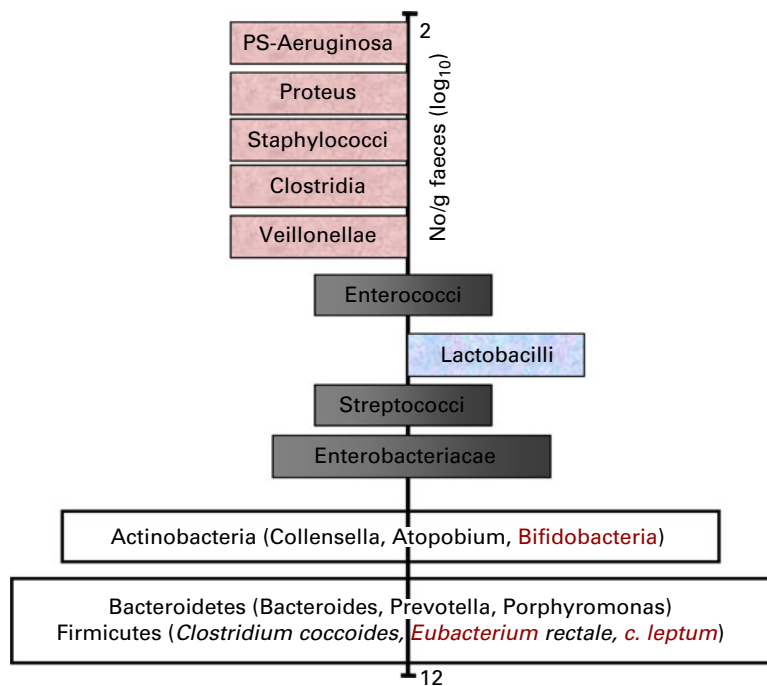 2
PS-Aeruginosa
No/g faeces (log₁₀)
Proteus
Staphylococci
Clostridia
Veillonellae
Enterococci
Lactobacilli
Streptococci
Enterobacteriacae
Actinobacteria (Collensella, Atopobium, Bifidobacteria)
Bacteroidetes (Bacteroides, Prevotella, Porphyromonas)
Firmicutes (Clostridium coccoides, Eubacterium rectale, c. leptum)
12